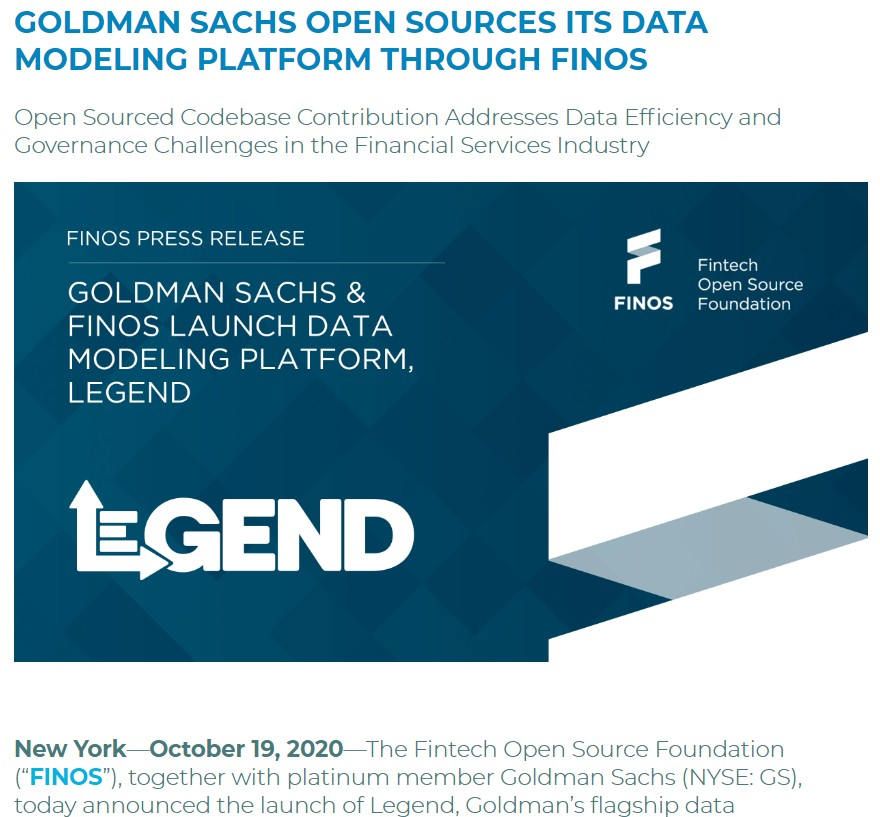 GOLDMAN SACHS OPEN SOURCES ITS DATA
MODELING PLATFORM THROUGH FINOS
Open Sourced Codebase Contribution Addresses Data Efficiency and
Governance Challenges in the Financial Services Industry
FINOS PRESS RELEASE
GOLDMAN SACHS &
FINOS LAUNCH DATA
MODELING PLATFORM,
LEGEND
LEGEND
FINOS
Fintech
Open Source
Foundation
New York—October 19, 2020—The Fintech Open Source Foundation
(“FINOS”), together with platinum member Goldman Sachs (NYSE: GS),
today announced the launch of Legend, Goldman’s flagship data